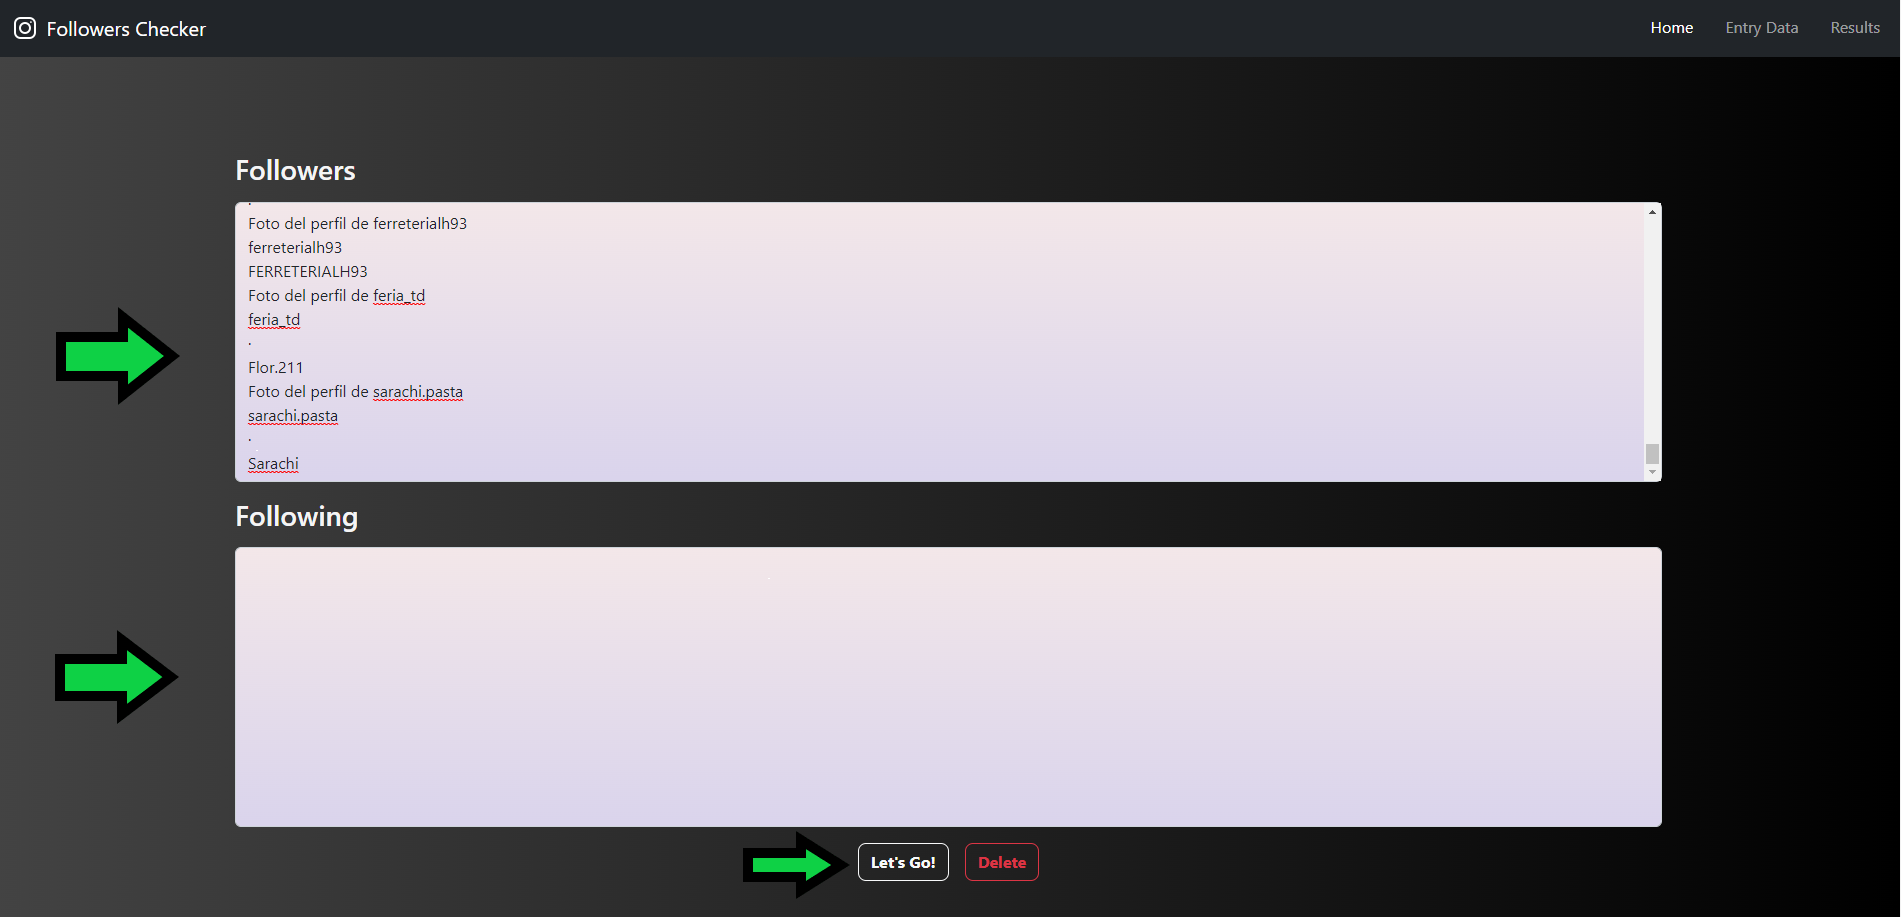 Followers Checker
Home Entry Data Results
Followers
.
Foto del perfil de ferreterialh93
ferreterialh93
FERRETERIALH93
Foto del perfil de feria_td
feria_td
.
Flor.211
Foto del perfil de sarachi.pasta
sarachi.pasta
.
Sarachi
Following
Let's Go! Delete